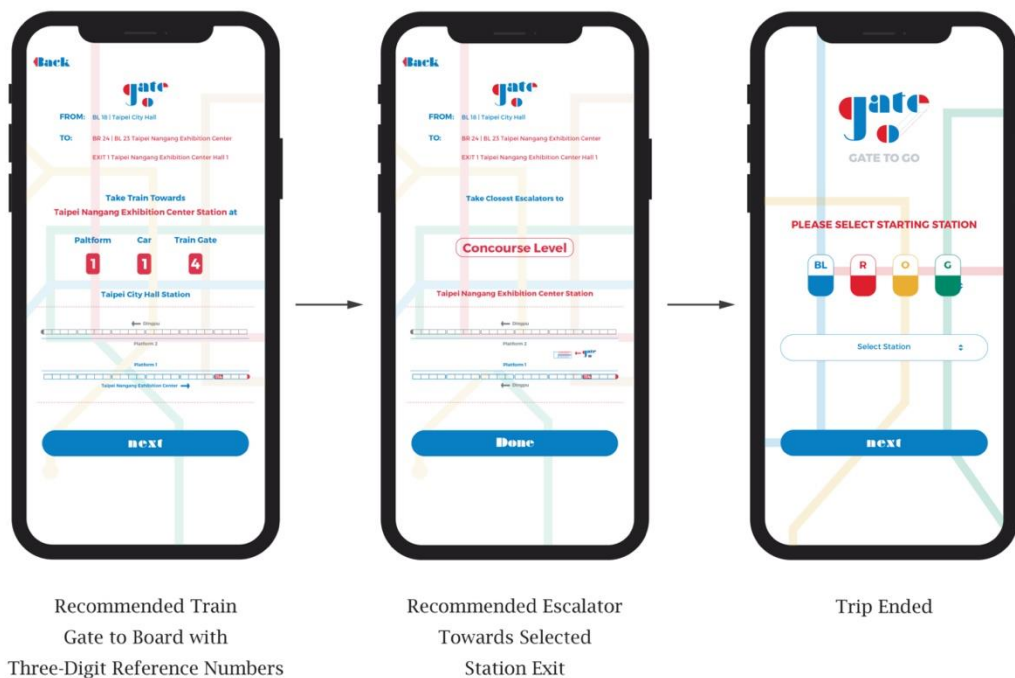 Back
gate
FROM: BL 18 | Taipei City Hall
TO: BR 24 | BL 23 Taipei Nangang Exhibition Center
EXIT 1 Taipei Nangang Exhibition Center Hall 1
Take Train Towards
Taipei Nangang Exhibition Center Station at
Paltform Car Train Gate
1 1 4
Taipei City Hall Station
Dingpu
Platform 2
Platform 1
Taipei Nangang Exhibition Center
next
Recommended Train
Gate to Board with
Three-Digit Reference Numbers
Back
gate
FROM: BL 18 | Taipei City Hall
TO: BR 24 | BL 23 Taipei Nangang Exhibition Center
EXIT 1 Taipei Nangang Exhibition Center Hall 1
Take Closest Escalators to
Concourse Level
Taipei Nangang Exhibition Center Station
Dingpu
Platform 2
gate
Platform 1
Dingpu
Done
Recommended Escalator
Towards Selected
Station Exit
gate
GATE TO GO
PLEASE SELECT STARTING STATION
BL R O G
Select Station
next
Trip Ended